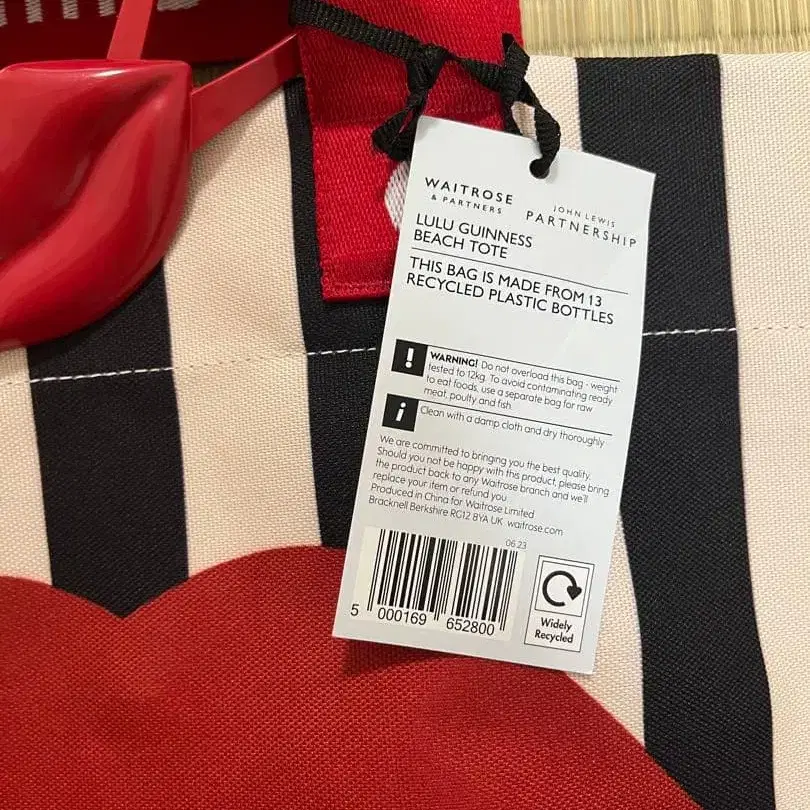 WAITROSE
& PARTNERS
JOHN LEWIS
PARTNERSHIP
LULU GUINNESS
BEACH TOTE
THIS BAG IS MADE FROM 13
RECYCLED PLASTIC BOTTLES
WARNING! Do not overload this bag - weight
tested to 12kg. To avoid contaminating ready
to eat foods, use a separate bag for raw
meat, poultry and fish.
Clean with a damp cloth and dry thoroughly
We are committed to bringing you the best quality.
Should you not be happy with this product, please bring
the product back to any Waitrose branch and we'll
replace your item or refund you.
Produced in China for Waitrose Limited
Bracknell Berkshire RG12 8YA UK waitrose.com
06.23
5 000169 652800
Widely
Recycled